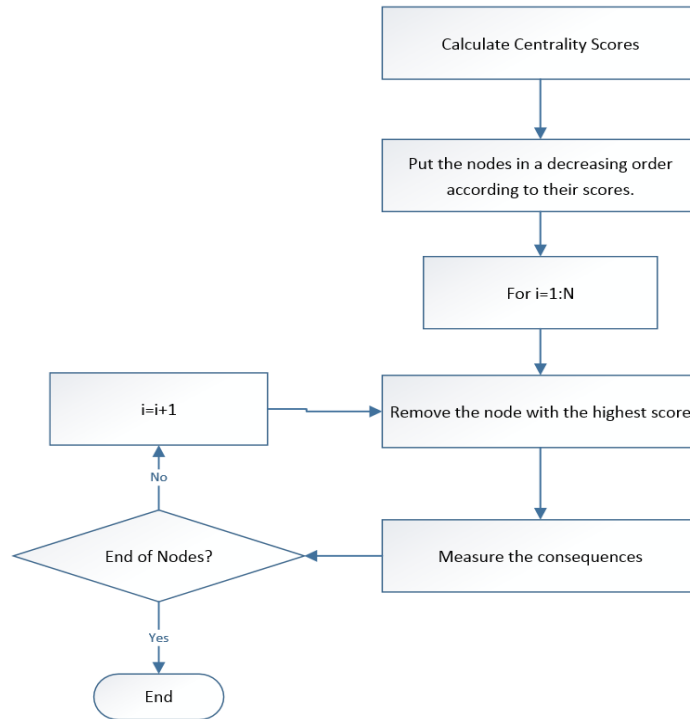 Calculate Centrality Scores
Put the nodes in a decreasing order
according to their scores.
For i=1:N
Remove the node with the highest score
i=i+1
No
Measure the consequences
End of Nodes?
Yes
End